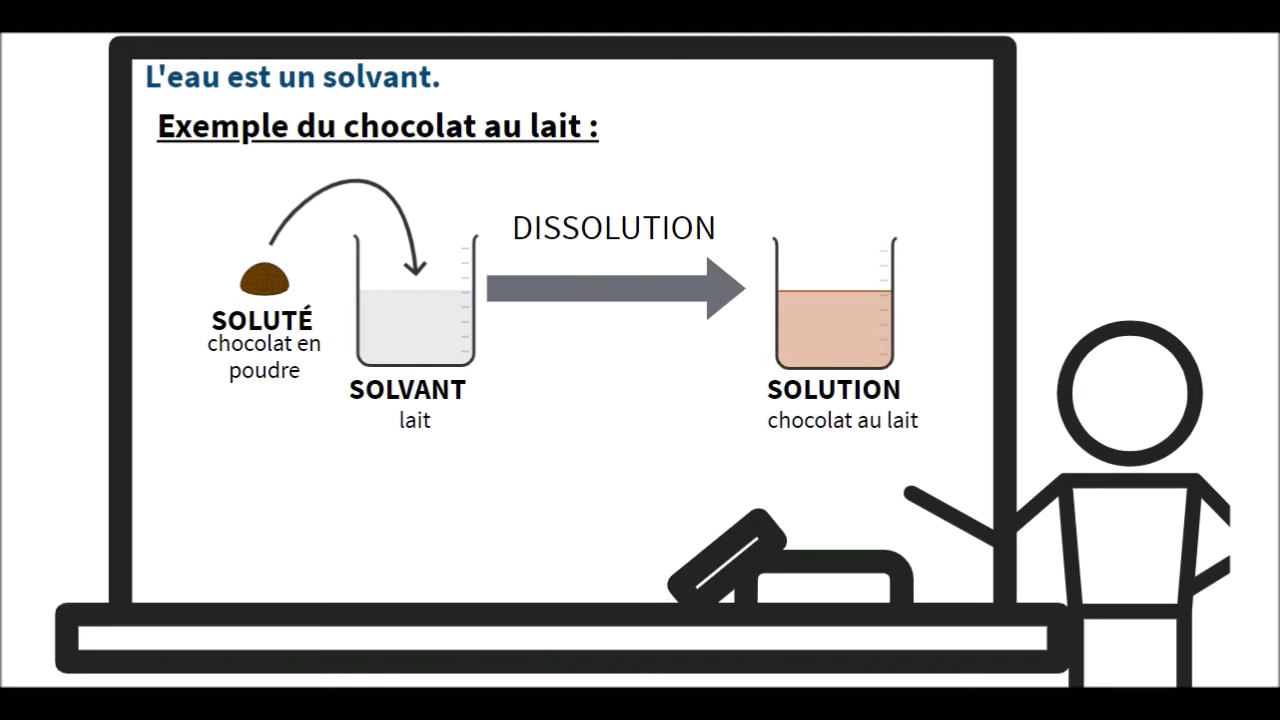 L'eau est un solvant.
Exemple du chocolat au lait :
DISSOLUTION
SOLUTÉ
chocolat en
poudre
SOLVANT
lait
SOLUTION
chocolat au lait